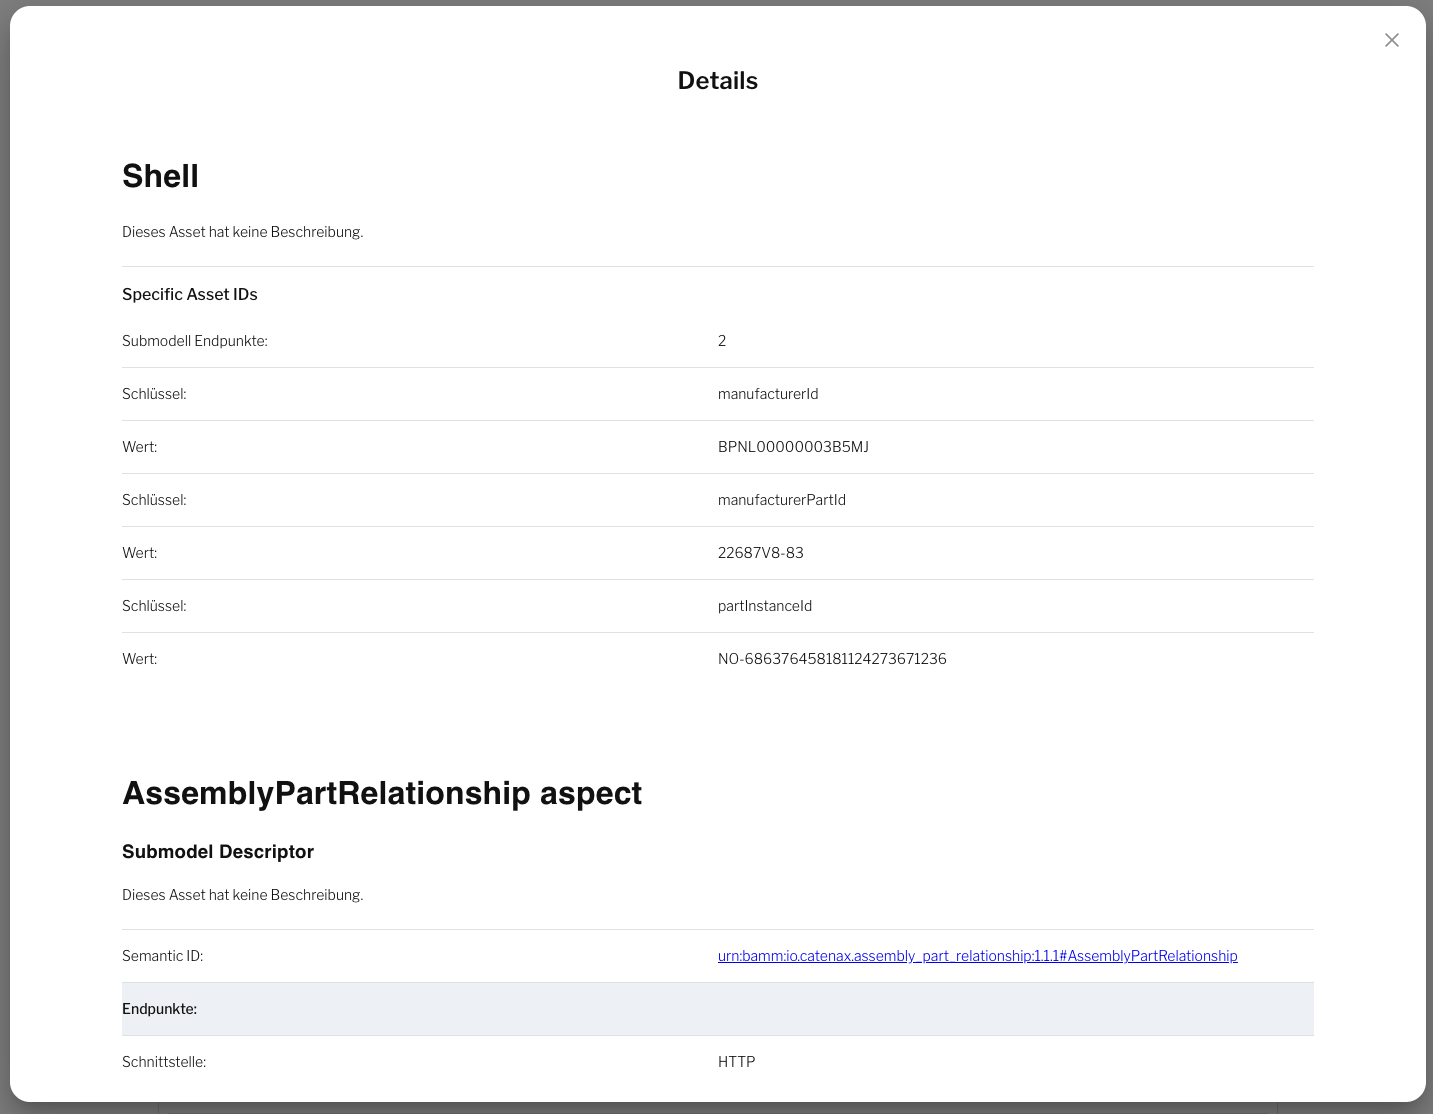 Details
Shell
Dieses Asset hat keine Beschreibung.
Specific Asset IDs
Submodell Endpunkte: 2
Schlüssel: manufacturerId
Wert: BPNL00000003B5MJ
Schlüssel: manufacturerPartId
Wert: 22687V8-83
Schlüssel: partInstanceId
Wert: NO-686376458181124273671236
AssemblyPartRelationship aspect
Submodel Descriptor
Dieses Asset hat keine Beschreibung.
Semantic ID: urn:bamm:io.catenax.assembly_part_relationship:1.1.1#AssemblyPartRelationship
Endpunkte:
Schnittstelle: HTTP